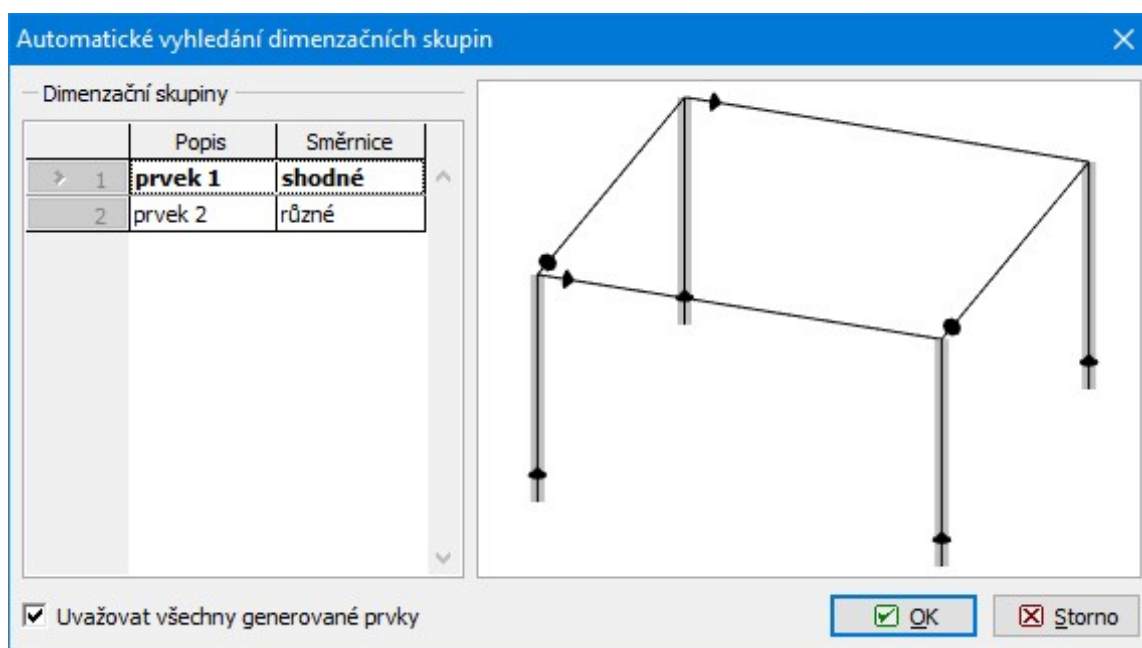 Automatické vyhledání dimenzačních skupin
Dimenzační skupiny
Popis Směrnice
1 prvek 1 shodné
2 prvek 2 různé
Uvažovat všechny generované prvky
OK Storno